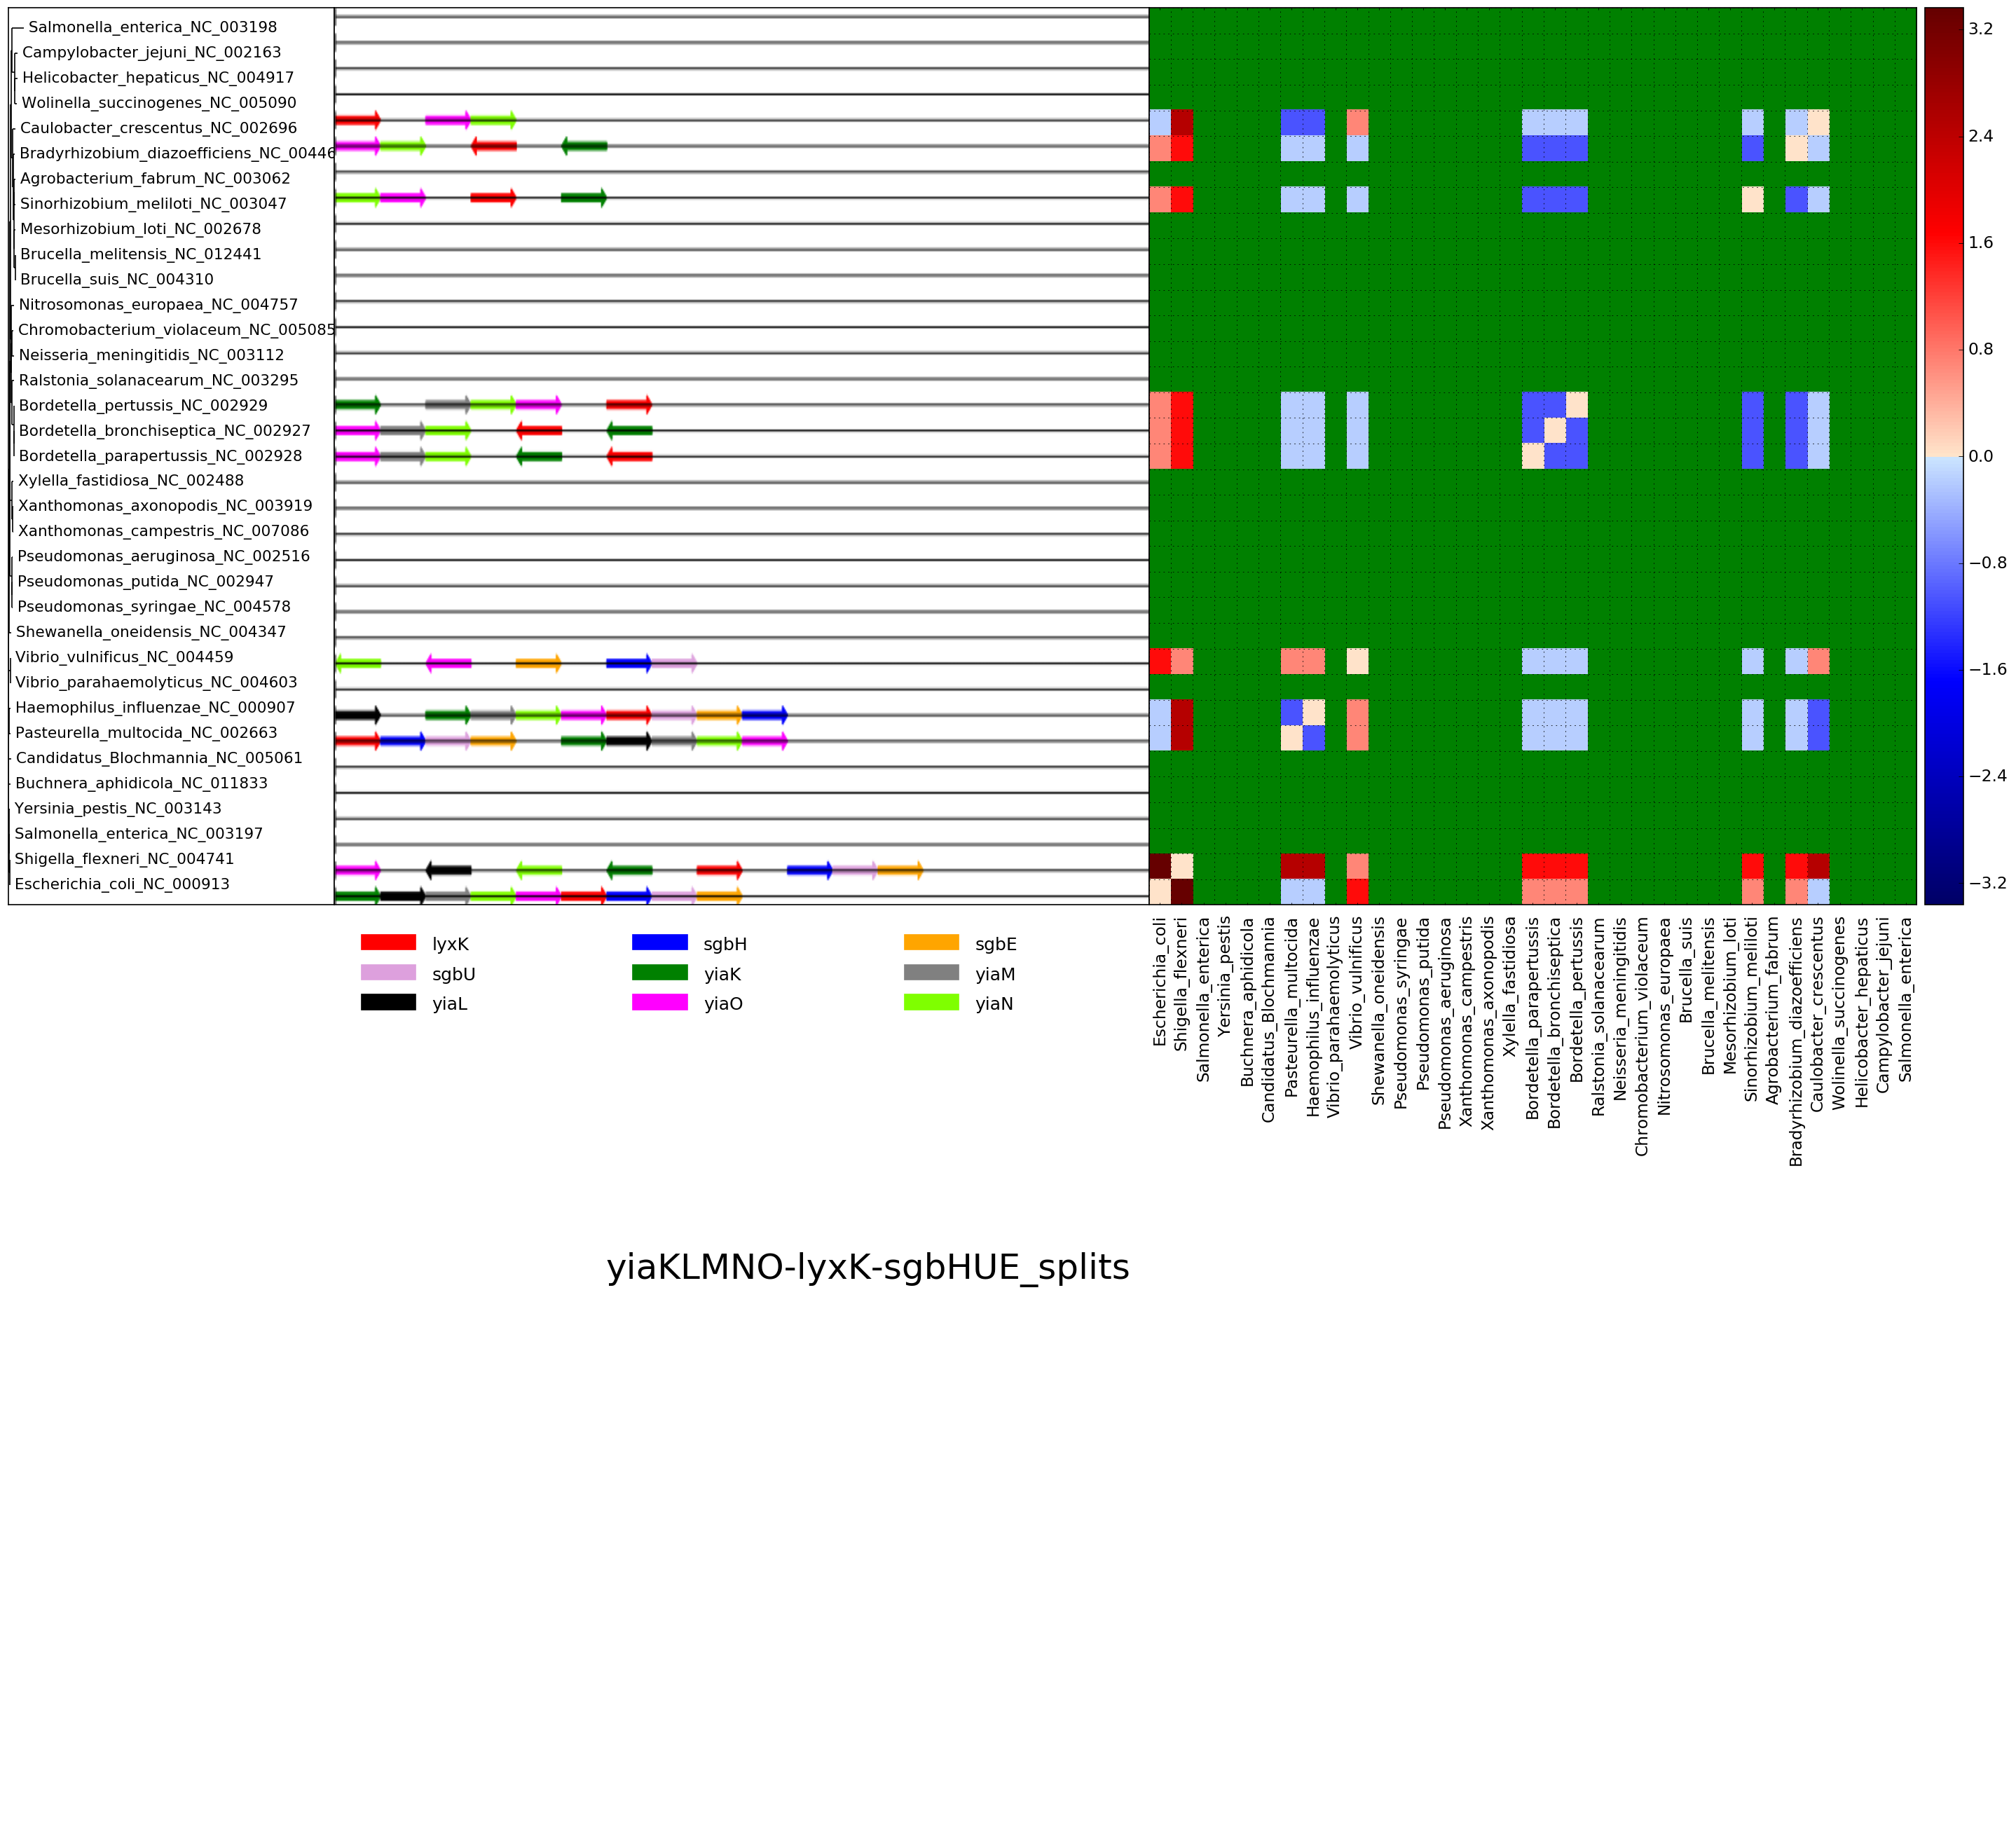 Salmonella_enterica_NC_003198
Campylobacter_jejuni_NC_002163
Helicobacter_hepaticus_NC_004917
Wolinella_succinogenes_NC_005090
Caulobacter_crescentus_NC_002696
Bradyrhizobium_diazoefficiens_NC_00446
Agrobacterium_fabrum_NC_003062
Sinorhizobium_meliloti_NC_003047
Mesorhizobium_loti_NC_002678
Brucella_melitensis_NC_012441
Brucella_suis_NC_004310
Nitrosomonas_europaea_NC_004757
Chromobacterium_violaceum_NC_005085
Neisseria_meningitidis_NC_003112
Ralstonia_solanacearum_NC_003295
Bordetella_pertussis_NC_002929
Bordetella_bronchiseptica_NC_002927
Bordetella_parapertussis_NC_002928
Xylella_fastidiosa_NC_002488
Xanthomonas_axonopodis_NC_003919
Xanthomonas_campestris_NC_007086
Pseudomonas_aeruginosa_NC_002516
Pseudomonas_putida_NC_002947
Pseudomonas_syringae_NC_004578
Shewanella_oneidensis_NC_004347
Vibrio_vulnificus_NC_004459
Vibrio_parahaemolyticus_NC_004603
Haemophilus_influenzae_NC_000907
Pasteurella_multocida_NC_002663
Candidatus_Blochmannia_NC_005061
Buchnera_aphidicola_NC_011833
Yersinia_pestis_NC_003143
Salmonella_enterica_NC_003197
Shigella_flexneri_NC_004741
Escherichia_coli_NC_000913
3.2
2.4
1.6
0.8
0.0
−0.8
−1.6
−2.4
−3.2
Escherichia_coli
Shigella_flexneri
Salmonella_enterica
Yersinia_pestis
Buchnera_aphidicola
Candidatus_Blochmannia
Pasteurella_multocida
Haemophilus_influenzae
Vibrio_parahaemolyticus
Vibrio_vulnificus
Shewanella_oneidensis
Pseudomonas_syringae
Pseudomonas_putida
Pseudomonas_aeruginosa
Xanthomonas_campestris
Xanthomonas_axonopodis
Xylella_fastidiosa
Bordetella_parapertussis
Bordetella_bronchiseptica
Bordetella_pertussis
Ralstonia_solanacearum
Neisseria_meningitidis
Chromobacterium_violaceum
Nitrosomonas_europaea
Brucella_suis
Brucella_melitensis
Mesorhizobium_loti
Sinorhizobium_meliloti
Agrobacterium_fabrum
Bradyrhizobium_diazoefficiens
Caulobacter_crescentus
Wolinella_succinogenes
Helicobacter_hepaticus
Campylobacter_jejuni
Salmonella_enterica
lyxK sgbH sgbE
sgbU yiaK yiaM
yiaL yiaO yiaN
yiaKLMNO-lyxK-sgbHUE_splits